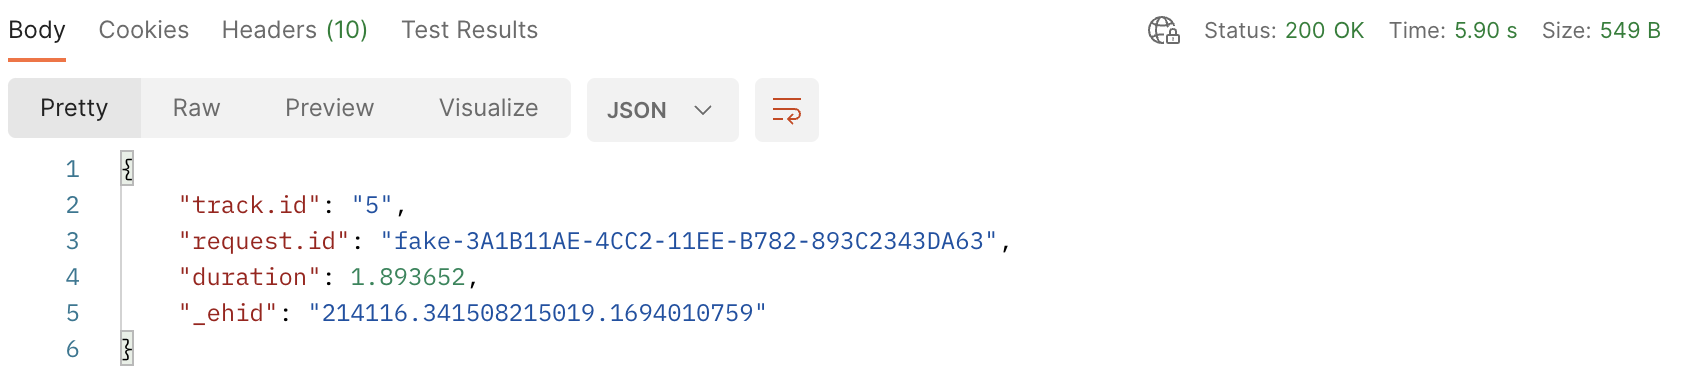 Body Cookies Headers (10) Test Results Status: 200 OK Time: 5.90 s Size: 549 B
Pretty Raw Preview Visualize JSON
1 {
2 "track.id": "5",
3 "request.id": "fake-3A1B11AE-4CC2-11EE-B782-893C2343DA63",
4 "duration": 1.893652,
5 "_ehid": "214116.341508215019.1694010759"
6 }